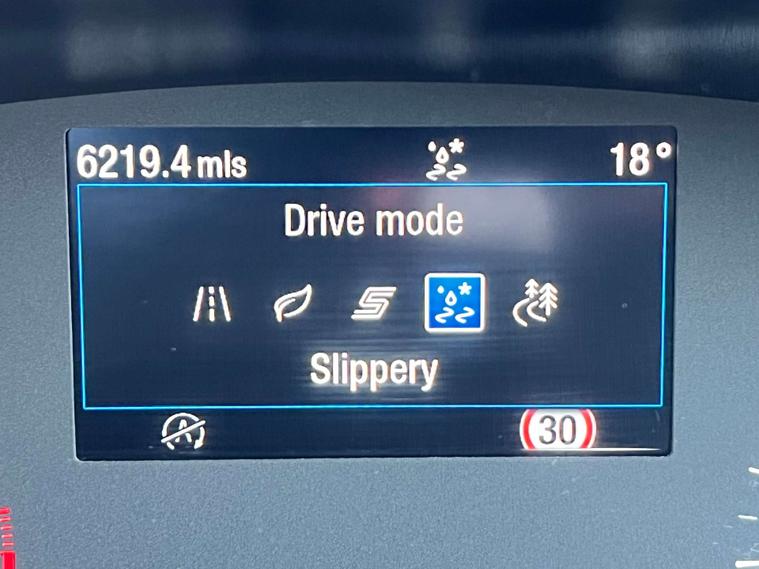 6219.4 mls 18°
Drive mode
Slippery
30